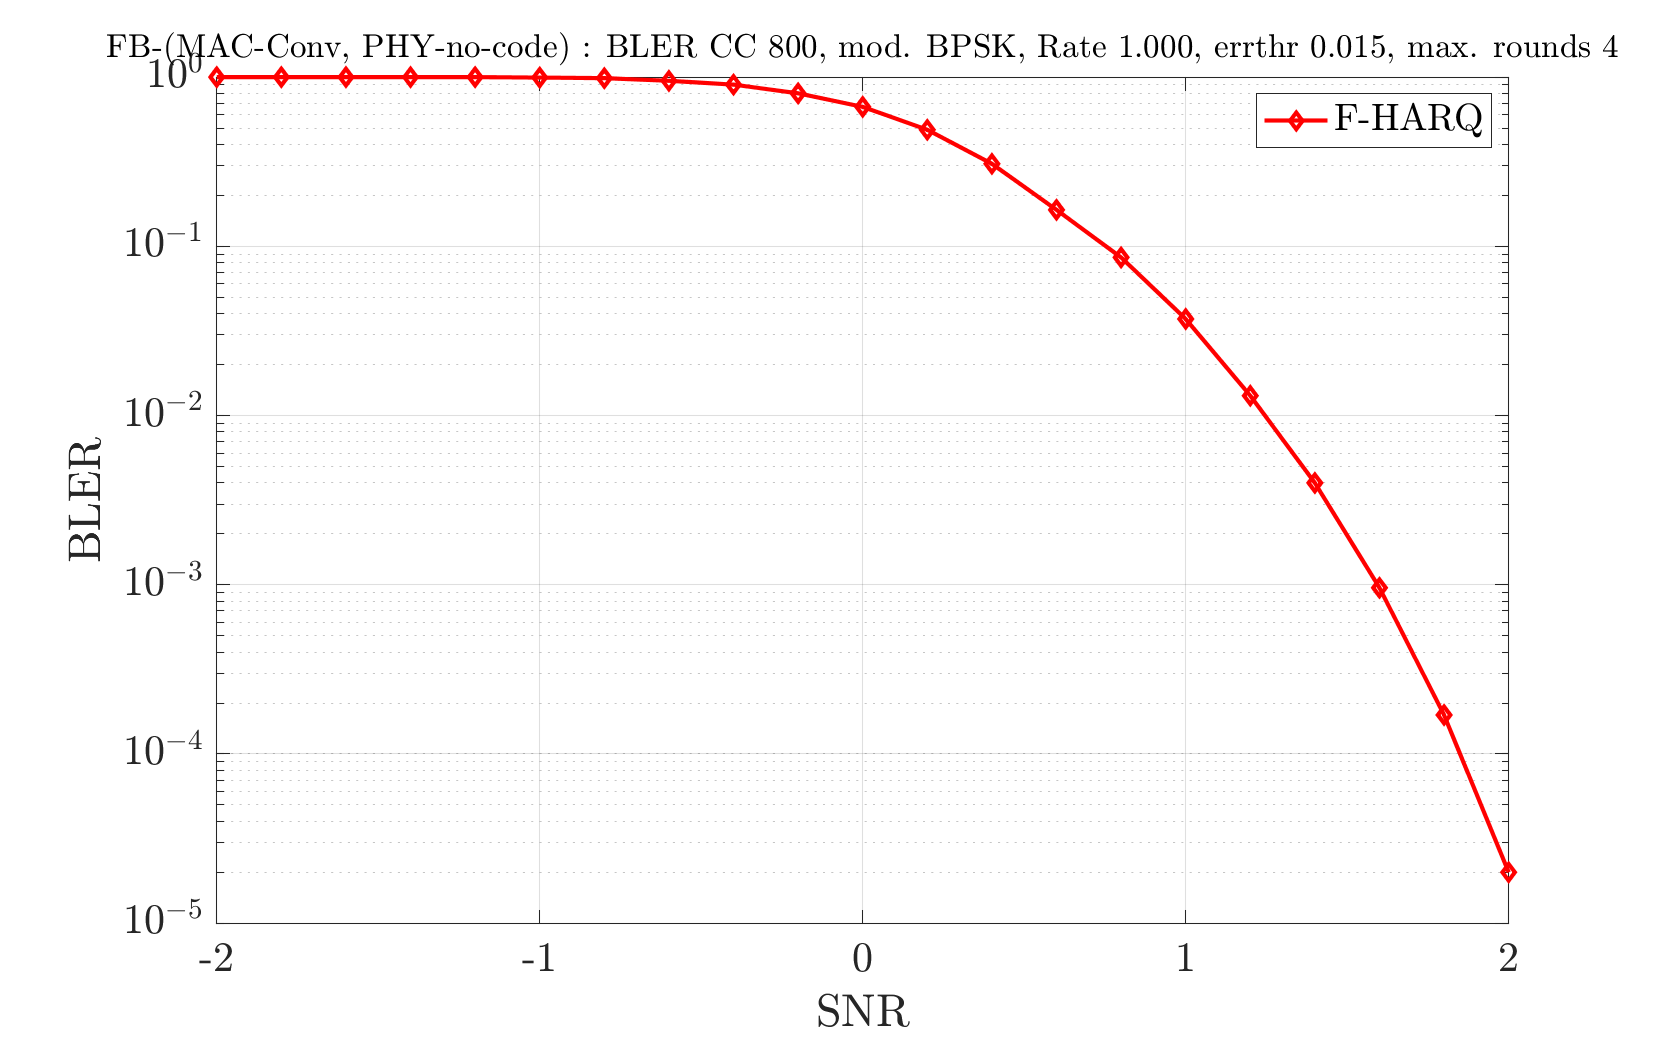 FB-(MAC-Conv, PHY-no-code) : BLER CC 800, mod. BPSK, Rate 1.000, errthr 0.015, max. rounds 4
10^0
F-HARQ
10^{-1}
10^{-2}
BLER
10^{-3}
10^{-4}
10^{-5}
-2 -1 0 1 2
SNR